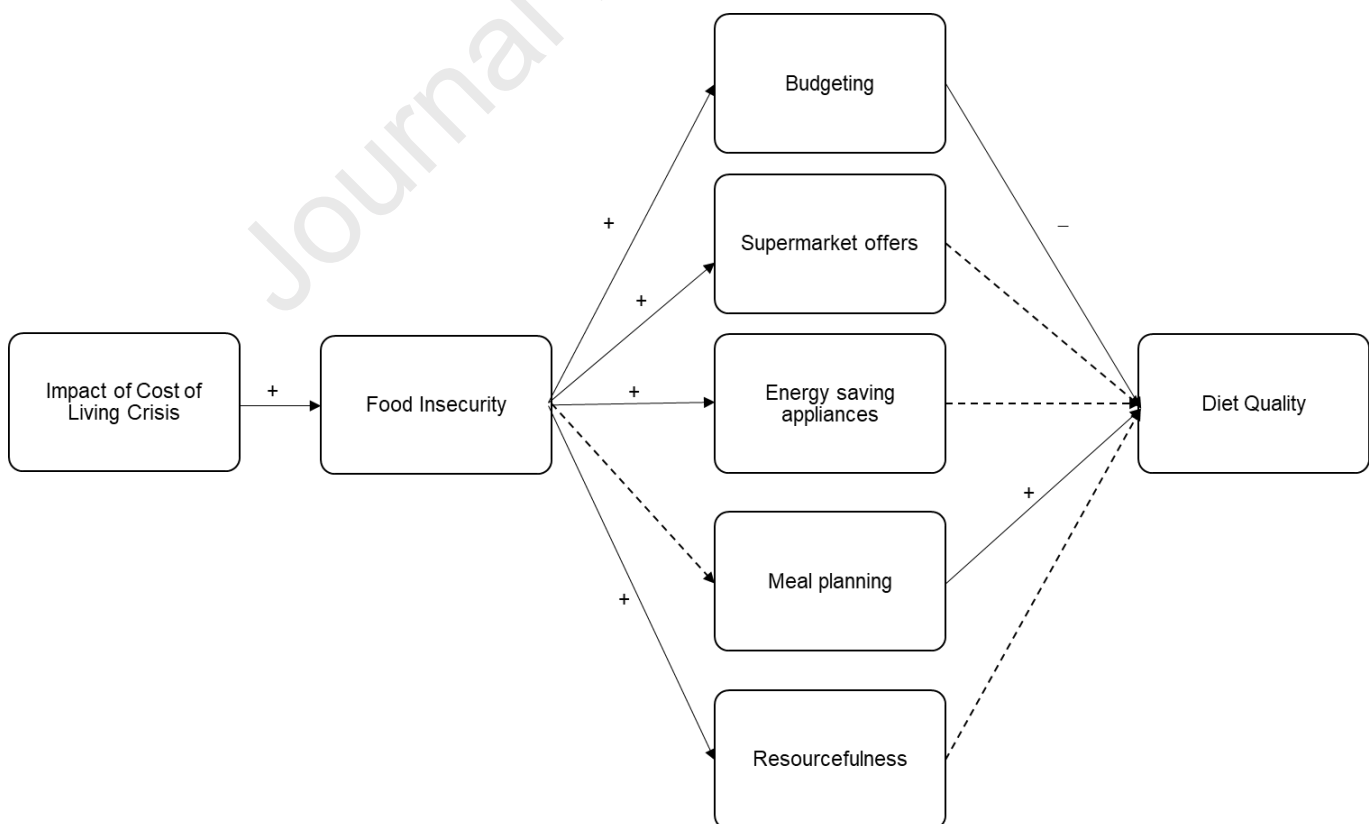 Journal
Budgeting
+
–
Supermarket offers
+
Impact of Cost of
Living Crisis
+
Food Insecurity
+
Energy saving
appliances
Diet Quality
+
Meal planning
+
Resourcefulness